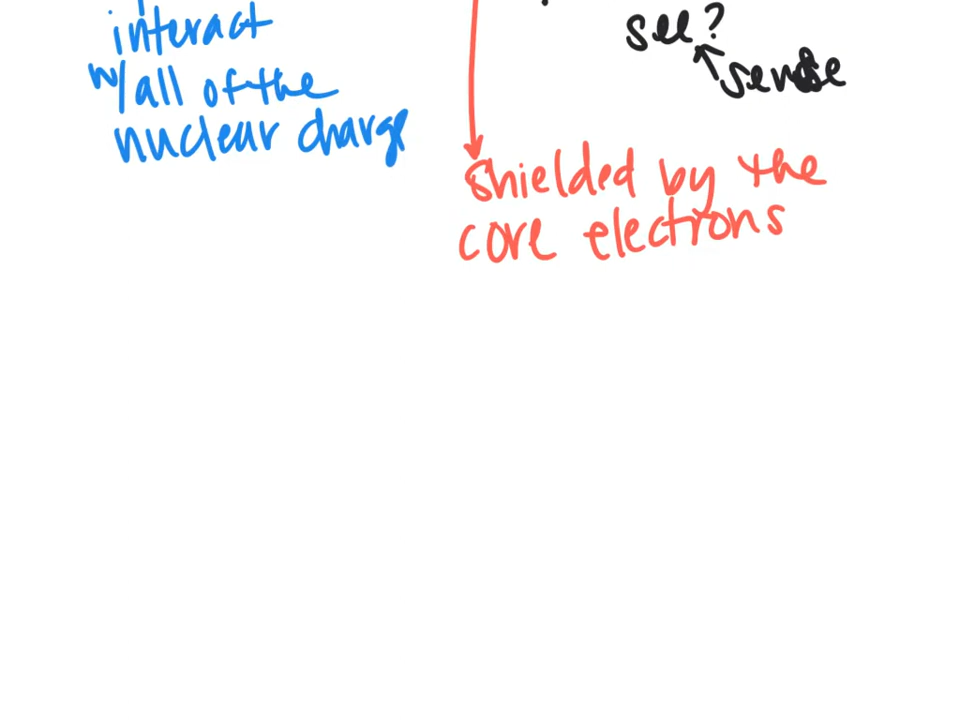 interact
w/all of the
nuclear charge
see?
sense
shielded by the
core electrons